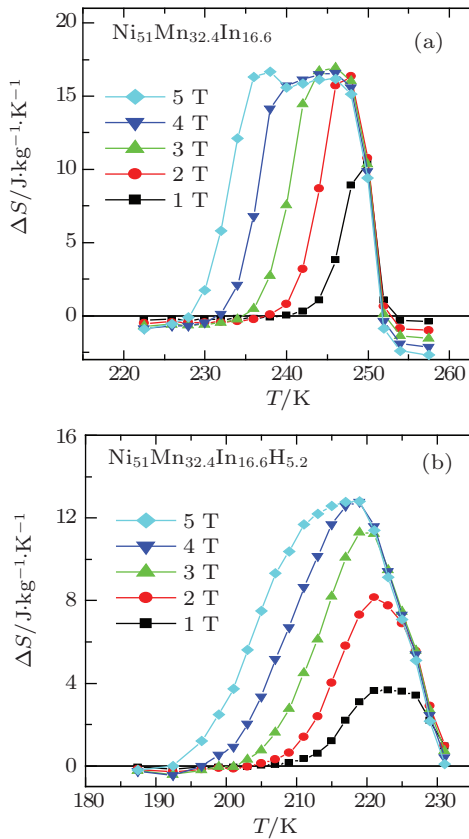 Ni51Mn32.4In16.6
(a)
20
15
10
5
0
ΔS/J·kg−1·K−1
5 T
4 T
3 T
2 T
1 T
220 230 240 250 260
T/K
Ni51Mn32.4In16.6H5.2
(b)
16
12
8
4
0
ΔS/J·kg−1·K−1
5 T
4 T
3 T
2 T
1 T
180 190 200 210 220 230
T/K